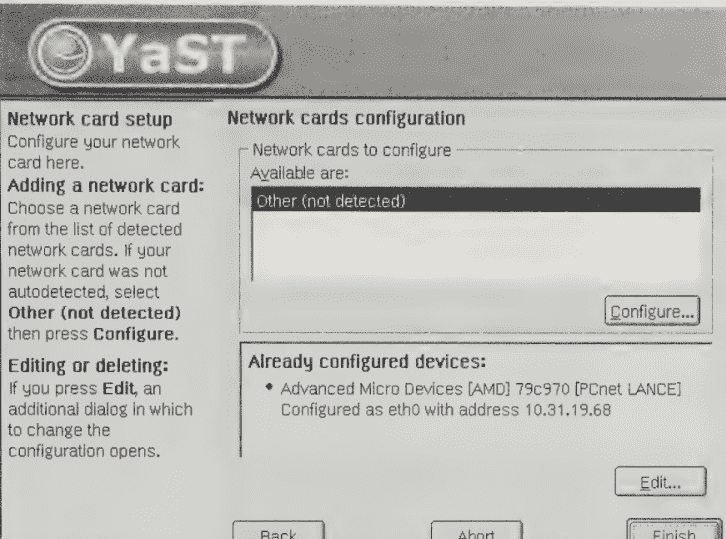 YaST
Network card setup
Configure your network
card here.
Adding a network card:
Choose a network card
from the list of detected
network cards. If your
network card was not
autodetected, select
Other (not detected)
then press Configure.
Editing or deleting:
If you press Edit, an
additional dialog in which
to change the
configuration opens.
Network cards configuration
Network cards to configure
Available are:
Other (not detected)
Configure...
Already configured devices:
• Advanced Micro Devices [AMD] 79c970 [PCnet LANCE]
Configured as eth0 with address 10.31.19.68
Edit...
Back
Abort
Finish